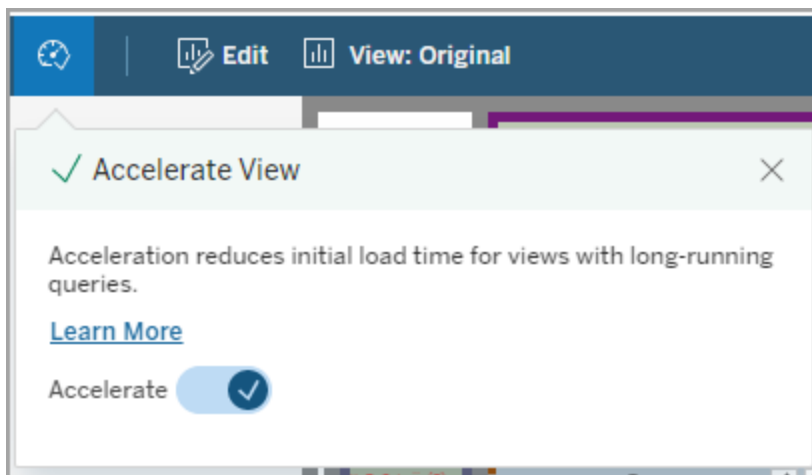 Edit View: Original
Accelerate View
Acceleration reduces initial load time for views with long-running
queries.
Learn More
Accelerate